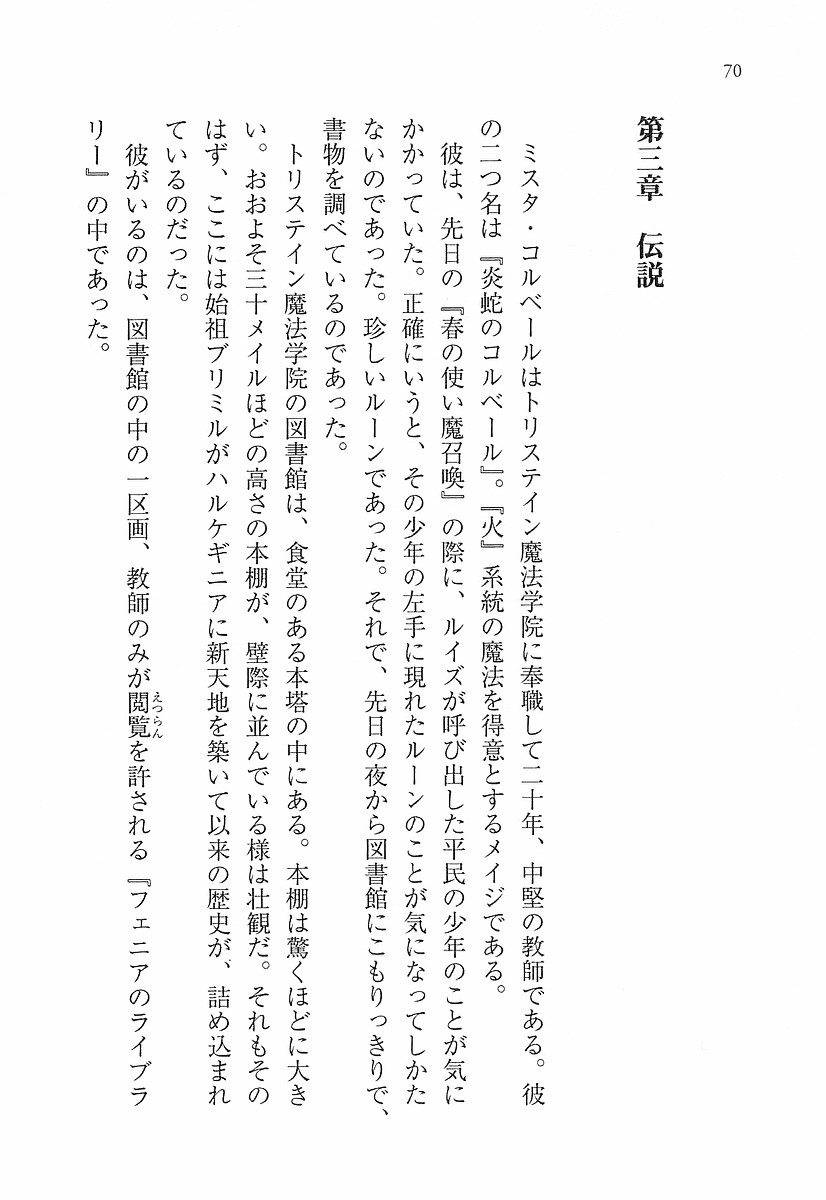 70
第三章　伝説
　ミスタ・コルベールはトリステイン魔法学院に奉職して二十年、中堅の教師である。彼
の二つ名は『炎蛇のコルベール』。『火』系統の魔法を得意とするメイジである。
　彼は、先日の『春の使い魔召喚』の際に、ルイズが呼び出した平民の少年のことが気に
かかっていた。正確にいうと、その少年の左手に現れたルーンのことが気になってしかた
ないのであった。珍しいルーンであった。それで、先日の夜から図書館にこもりっきりで、
書物を調べているのであった。
　トリステイン魔法学院の図書館は、食堂のある本塔の中にある。本棚は驚くほどに大き
い。おおよそ三十メイルほどの高さの本棚が、壁際に並んでいる様は壮観だ。それもその
はず、ここには始祖ブリミルがハルケギニアに新天地を築いて以来の歴史が、詰め込まれ
ているのだった。
　彼がいるのは、図書館の中の一区画、教師のみが閲覧えつらんを許される『フェニアのライブラ
リー』の中であった。